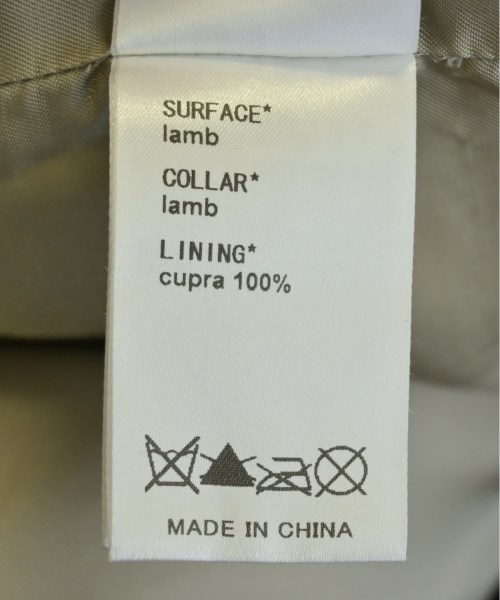 SURFACE*
lamb
COLLAR*
lamb
LINING*
cupra 100%
MADE IN CHINA